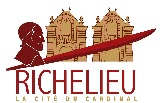 RICHELIEU
LA CITÉ DU CARDINAL